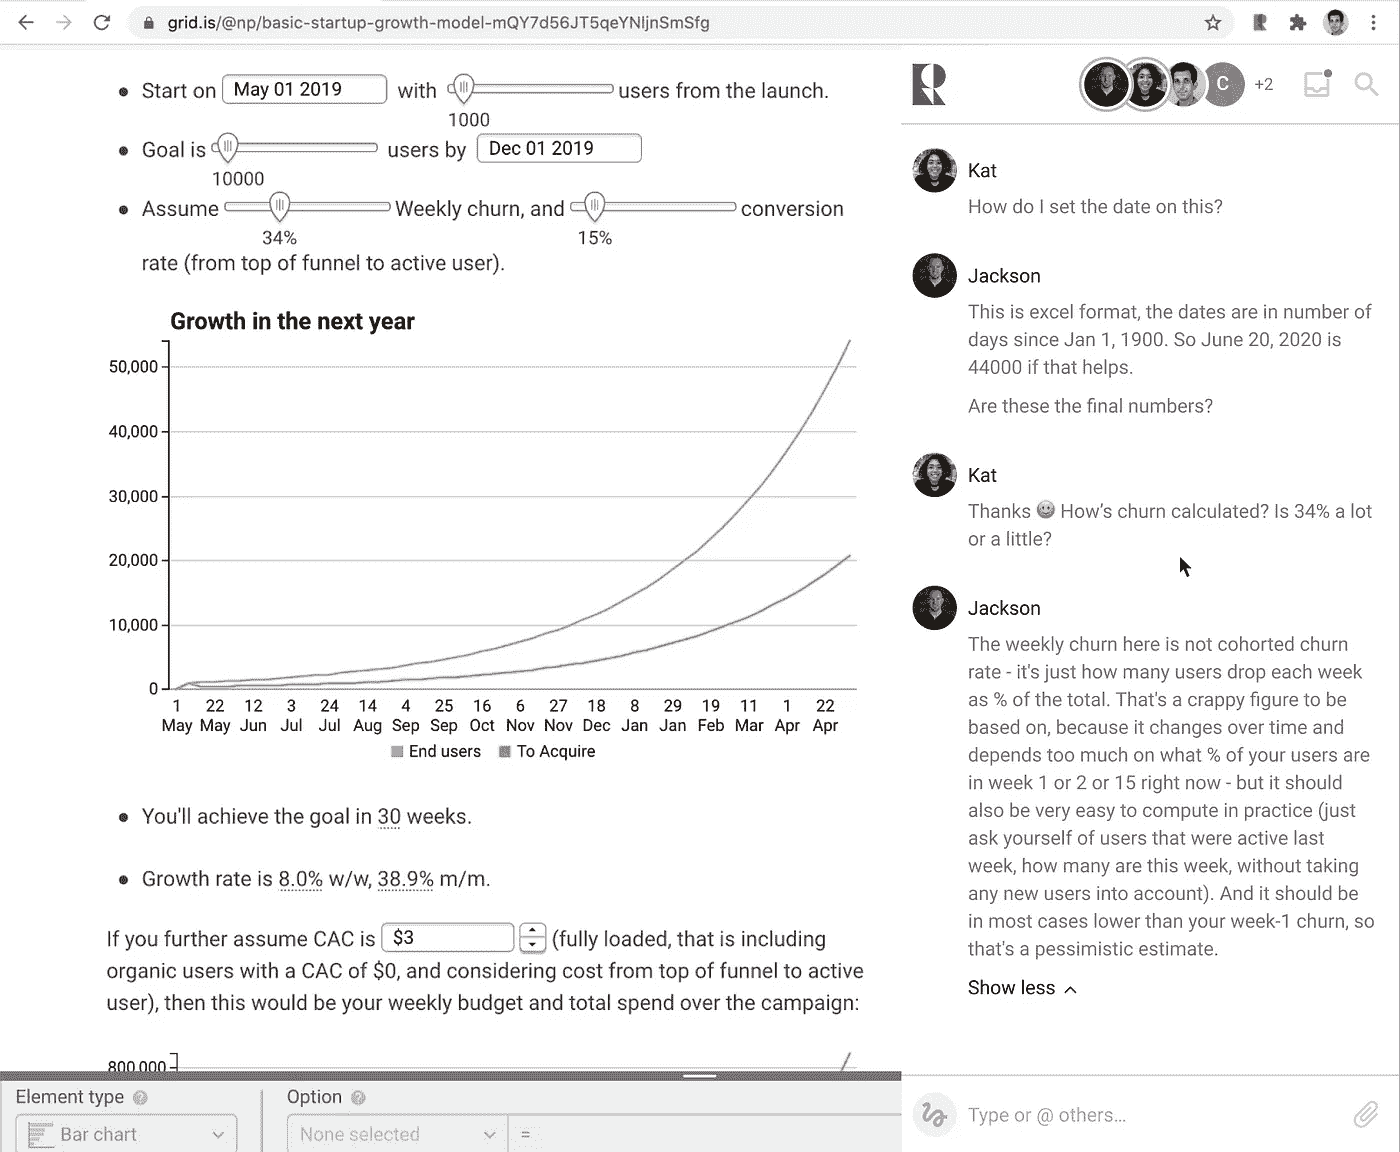 grid.is/@np/basic-startup-growth-model-mQY7d56JT5qeYNljnSmSfg
Start on May 01 2019 with users from the launch.
1000
Goal is users by Dec 01 2019
10000
Assume Weekly churn, and conversion
34% 15%
rate (from top of funnel to active user).
Growth in the next year
50,000
40,000
30,000
20,000
10,000
0
1 22 12 3 24 14 4 25 16 6 27 18 8 29 19 11 1 22
May May Jun Jul Jul Aug Sep Sep Oct Nov Nov Dec Jan Jan Feb Mar Apr Apr
End users To Acquire
You'll achieve the goal in 30 weeks.
Growth rate is 8.0% w/w, 38.9% m/m.
If you further assume CAC is $3 (fully loaded, that is including
organic users with a CAC of $0, and considering cost from top of funnel to active
user), then this would be your weekly budget and total spend over the campaign:
800,000
Element type ? Option ?
Bar chart None selected =
R C +2
Kat
How do I set the date on this?
Jackson
This is excel format, the dates are in number of
days since Jan 1, 1900. So June 20, 2020 is
44000 if that helps.
Are these the final numbers?
Kat
Thanks 😀 How's churn calculated? Is 34% a lot
or a little?
Jackson
The weekly churn here is not cohorted churn
rate - it's just how many users drop each week
as % of the total. That's a crappy figure to be
based on, because it changes over time and
depends too much on what % of your users are
in week 1 or 2 or 15 right now - but it should
also be very easy to compute in practice (just
ask yourself of users that were active last
week, how many are this week, without taking
any new users into account). And it should be
in most cases lower than your week-1 churn, so
that's a pessimistic estimate.
Show less
Type or @ others...